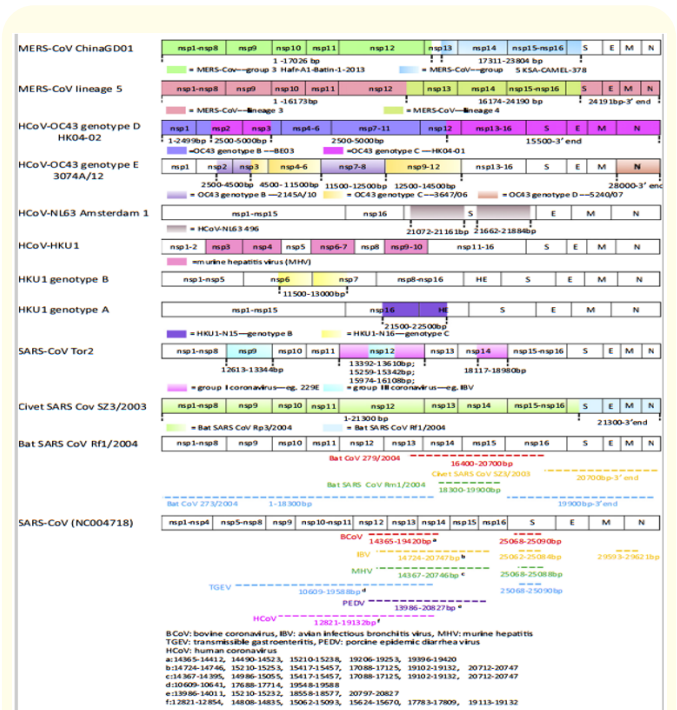 MERS-CoV ChinaGD01 nsp1-nsp8 nsp9 nsp10 nsp11 nsp12 nsp13 nsp14 nsp15-nsp16 S E M N
1 -17026 bp 17311-23804 bp
= MERS-Cov---group 3 Hafr-A1-Batin-1-2013 = MERS-CoV---group 5 KSA-CAMEL-378
MERS-CoV lineage 5 nsp1-nsp8 nsp9 nsp10 nsp11 nsp12 nsp13 nsp14 nsp15-nsp16 S E M N
1 -16173bp 16174-24190 bp 24191bp-3' end
= MERS-CoV---lineage 3 = MERS-CoV---lineage 4
HCoV-OC43 genotype D nsp1 nsp2 nsp3 nsp4-6 nsp7-11 nsp12 nsp13-16 S E M N
HK04-02 1-2499bp 2500-5000bp 2500-5000bp 15500-3' end
=OC43 genotype B ---BE03 =OC43 genotype C ---HK04-01
HCoV-OC43 genotype E nsp1 nsp2 nsp3 nsp4-6 nsp7-8 nsp9-12 nsp13-16 S E M N
3074A/12 2500-4500bp 4500-11500bp 11500-12500bp 12500-14500bp 28000-3' end
= OC43 genotype B ---2145A/10 = OC43 genotype C---3647/06 = OC43 genotype D---5240/07
HCoV-NL63 Amsterdam 1 nsp1-nsp15 nsp16 S E M N
= HCoV-NL63 496 21072-21161bp 21662-21884bp
HCoV-HKU1 nsp1-2 nsp3 nsp4 nsp5 nsp6-7 nsp8 nsp9-10 nsp11-16 S E M N
=murine hepatitis virus (MHV)
HKU1 genotype B nsp1-nsp5 nsp6 nsp7 nsp8-nsp16 HE S E M N
11500-13000bp
HKU1 genotype A nsp1-nsp15 nsp16 HE S E M N
21500-22500bp
= HKU1-N15---genotype B = HKU1-N16---genotype C
SARS-CoV Tor2 nsp1-nsp8 nsp9 nsp10 nsp11 nsp12 nsp13 nsp14 nsp15-nsp16 S E M N
12613-13344bp 13392-13610bp; 18117-18980bp
15259-15342bp;
15974-16108bp;
= group I coronavirus---eg. 229E = group III coronavirus---eg. IBV
Civet SARS Cov SZ3/2003 nsp1-nsp8 nsp9 nsp10 nsp11 nsp12 nsp13 nsp14 nsp15-nsp16 S E M N
1-21300 bp 21300-3'end
= Bat SARS CoV Rp3/2004 = Bat SARS CoV Rf1/2004
Bat SARS CoV Rf1/2004 nsp1-nsp8 nsp9 nsp10 nsp11 nsp12 nsp13 nsp14 nsp15 nsp16 S E M N
Bat CoV 279/2004 16400-20700bp
Civet SARS CoV SZ3/2003 20700bp-3' end
Bat SARS CoV Rm1/2004 18300-19900bp
Bat CoV 273/2004 1-18300bp 19900bp-3'end
SARS-CoV (NC004718) nsp1-nsp4 nsp5-nsp8 nsp9 nsp10-nsp11 nsp12 nsp13 nsp14 nsp15 nsp16 S E M N
BCoV 14365-19420bp a 25068-25090bp
IBV 14724-20747bp b 25062-25084bp 29593-29621bp
MHV 14367-20746bp c 25068-25088bp
TGEV 10609-19588bp d 25068-25090bp
PEDV 13986-20827bp e
HCoV 12821-19132bp f
BCoV: bovine coronavirus, IBV: avian infectious bronchitis virus, MHV: murine hepatitis
TGEV: transmissible gastroenteritis, PEDV: porcine epidemic diarrhea virus
HCoV: human coronavirus
a:14365-14412, 14490-14523, 15210-15238, 19206-19253, 19396-19420
b:14724-14746, 15210-15253, 15417-15457, 17088-17125, 19102-19132, 20712-20747
c:14367-14395, 14986-15055, 15417-15457, 17088-17125, 19102-19132, 20712-20747
d:10609-10641, 17688-17714, 19548-19588
e:13986-14011, 15210-15232, 18558-18577, 20797-20827
f:12821-12854, 14808-14835, 15062-15093, 15624-15670, 17783-17809, 19113-19132